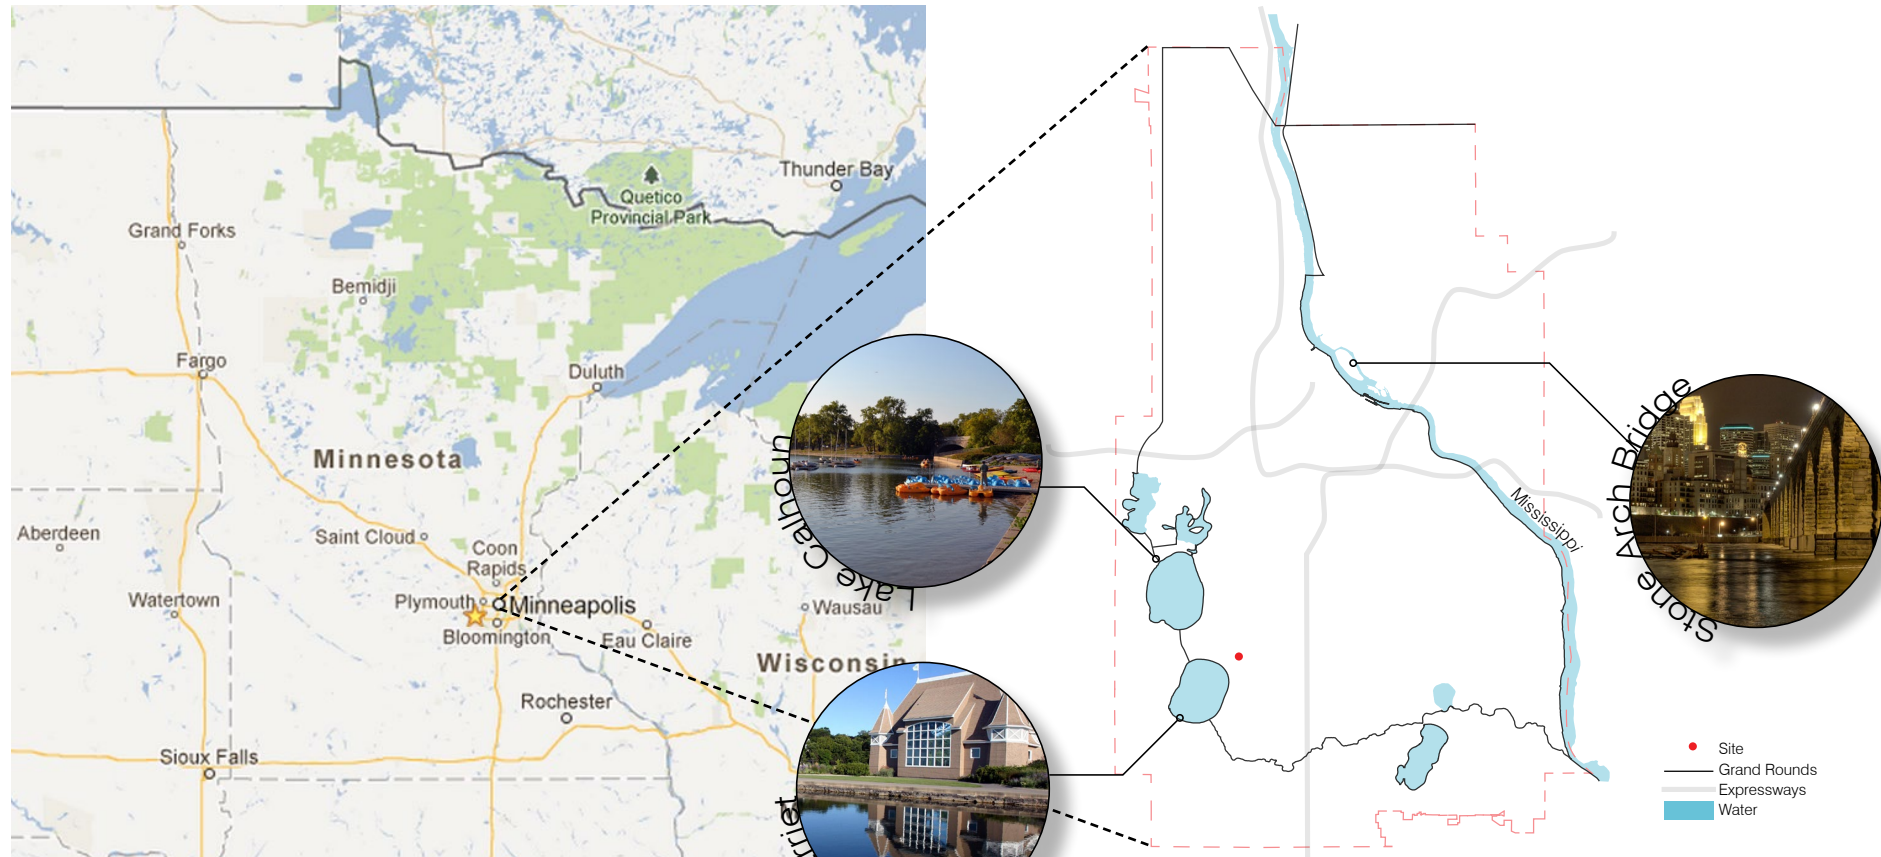 Thunder Bay
Quetico
Provincial Park
Grand Forks
Bemidji
Fargo
Duluth
Minnesota
Aberdeen
Saint Cloud
Coon
Rapids
Watertown
Plymouth
Minneapolis
Wausau
Bloomington
Eau Claire
Wisconsin
Rochester
Sioux Falls
Lake Calhoun
Stone Arch Bridge
Mississippi
Site
Grand Rounds
Expressways
Water